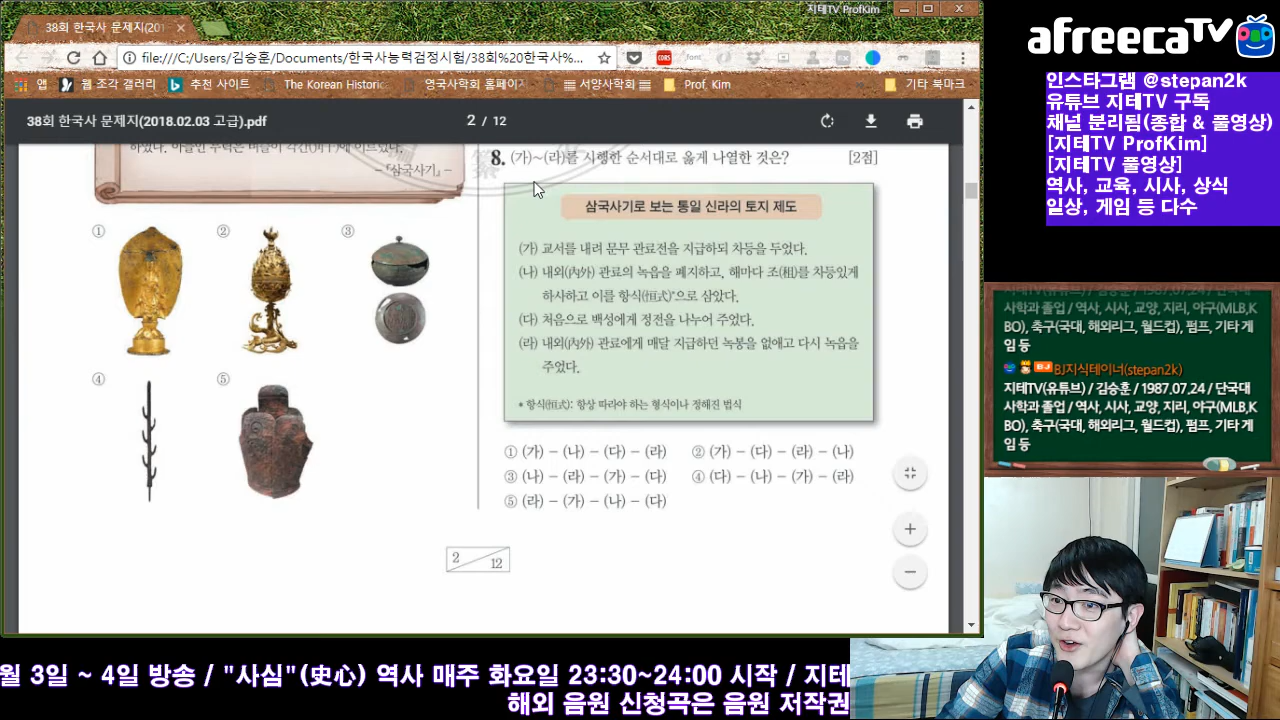 지테TV ProfKim
38회 한국사 문제지(201
file:///C:/Users/김승훈/Documents/한국사능력검정시험/38회%20한국사%...
앱 웹 조각 갤러리 추천 사이트 The Korean Historic 영국사학회 홈페이지 서양사학회 Prof. Kim 기타 북마크
38회 한국사 문제지(2018.02.03 고급).pdf 2 / 12
-『삼국사기』-
①
②
③
④
⑤
8. (가)~(라)를 시행한 순서대로 옳게 나열한 것은? [2점]
삼국사기로 보는 통일 신라의 토지 제도
(가) 교서를 내려 문무 관료전을 지급하되 차등을 두었다.
(나) 내외(內外) 관료의 녹읍을 폐지하고, 해마다 조(租)를 차등있게
하사하고 이를 항식(恒式)*으로 삼았다.
(다) 처음으로 백성에게 정전을 나누어 주었다.
(라) 내외(內外) 관료에게 매달 지급하던 녹봉을 없애고 다시 녹읍을
주었다.
* 항식(恒式): 항상 따라야 하는 형식이나 정해진 법식
① (가) - (나) - (다) - (라) ② (가) - (다) - (라) - (나)
③ (나) - (라) - (가) - (다) ④ (다) - (나) - (가) - (라)
⑤ (라) - (가) - (나) - (다)
2 / 12
afreecaTV
인스타그램 @stepan2k
유튜브 지테TV 구독
채널 분리됨(종합 & 풀영상)
[지테TV ProfKim]
[지테TV 풀영상]
역사, 교육, 시사, 상식
일상, 게임 등 다수
지테TV(유튜브) / 김승훈 / 1987.07.24 / 단국대
사학과 졸업 / 역사, 시사, 교양, 지리, 야구(MLB,K
BO), 축구(국대, 해외리그, 월드컵), 펌프, 기타 게
임 등
BJ BJ지식테이너(stepan2k)
지테TV(유튜브) / 김승훈 / 1987.07.24 / 단국대
사학과 졸업 / 역사, 시사, 교양, 지리, 야구(MLB,K
BO), 축구(국대, 해외리그, 월드컵), 펌프, 기타 게
임 등
월 3일 ~ 4일 방송 / "사심"(史心) 역사 매주 화요일 23:30~24:00 시작 / 지테
해외 음원 신청곡은 음원 저작권